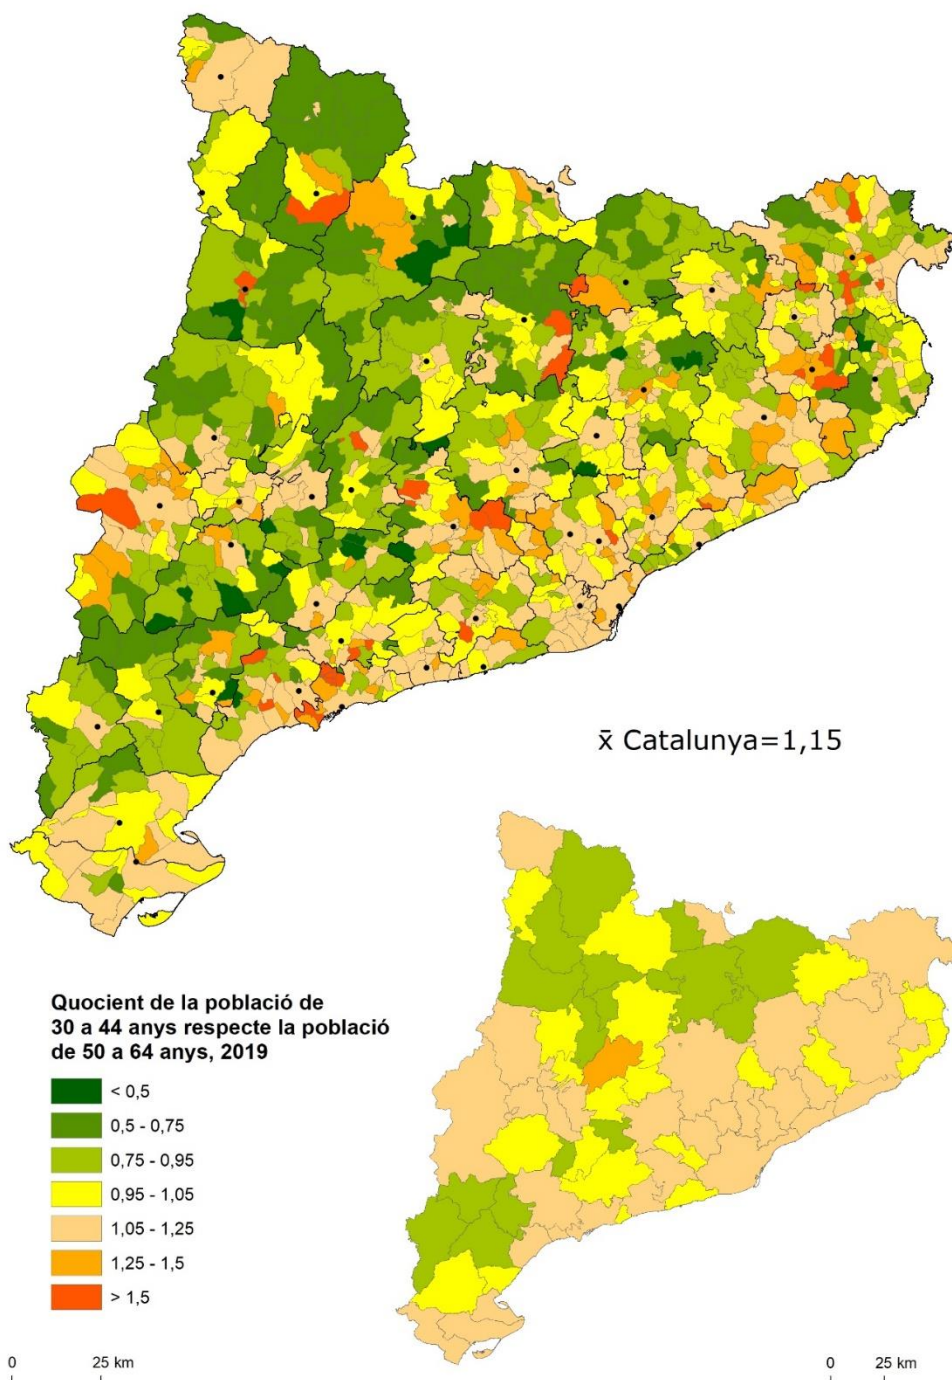 x̄ Catalunya=1,15
Quocient de la població de
30 a 44 anys respecte la població
de 50 a 64 anys, 2019
< 0,5
0,5 - 0,75
0,75 - 0,95
0,95 - 1,05
1,05 - 1,25
1,25 - 1,5
> 1,5
0 25 km
0 25 km